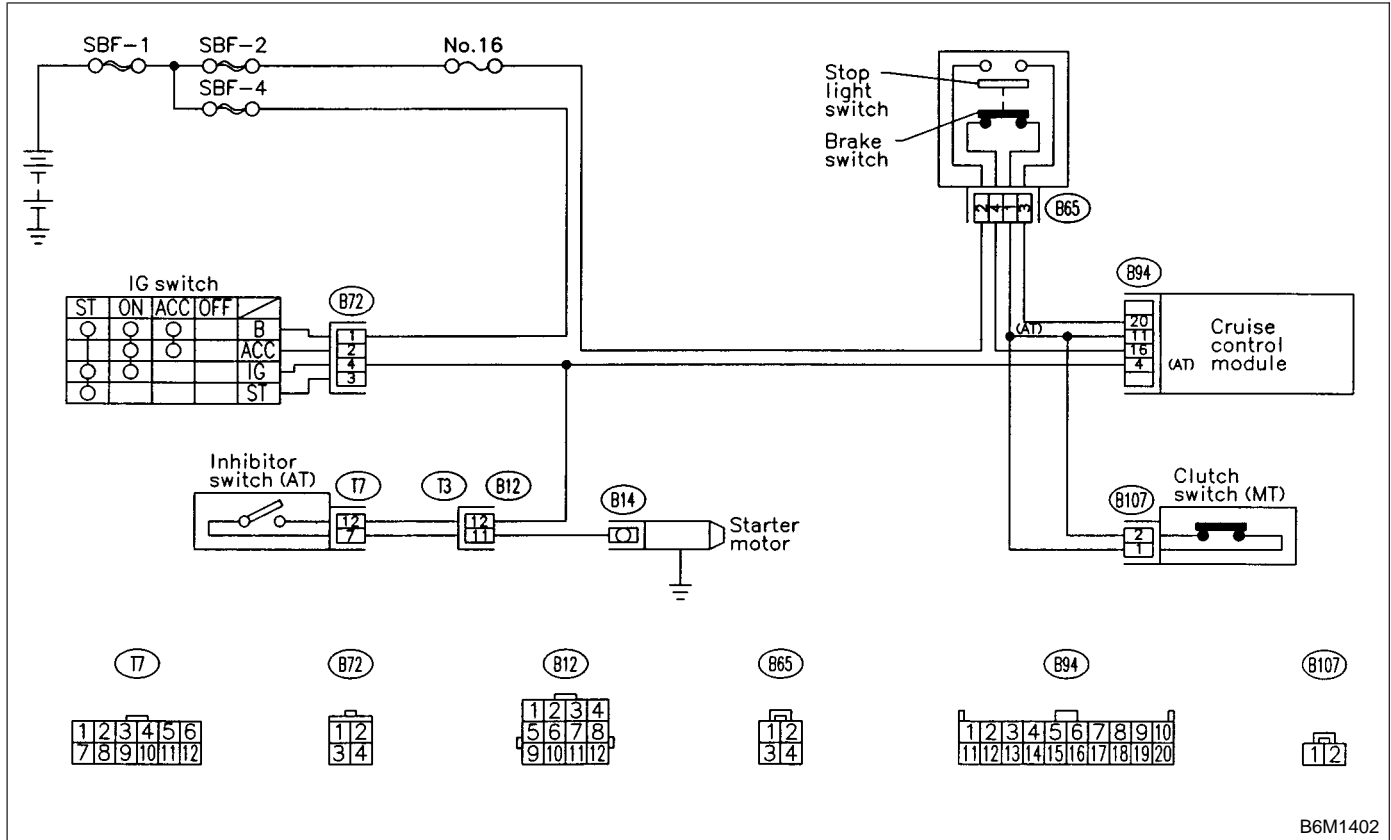 SBF-1 SBF-2 No.16
SBF-4
Stop
light
switch
Brake
switch
2 4 1 3 B65
IG switch
ST ON ACC OFF
B
ACC
IG
ST
B72
1
2
4
3
B94
20
(AT) 11
16
4 (AT)
Cruise
control
module
Inhibitor
switch (AT)
T7 T3 B12 B14
12 12
7 11
Starter
motor
Clutch
switch (MT)
B107
2
1
T7 B72 B12 B65 B94 B107
1 2 3 4 5 6
7 8 9 10 11 12
1 2
3 4
1 2 3 4
5 6 7 8
9 10 11 12
1 2
3 4
1 2 3 4 5 6 7 8 9 10
11 12 13 14 15 16 17 18 19 20
1 2
B6M1402